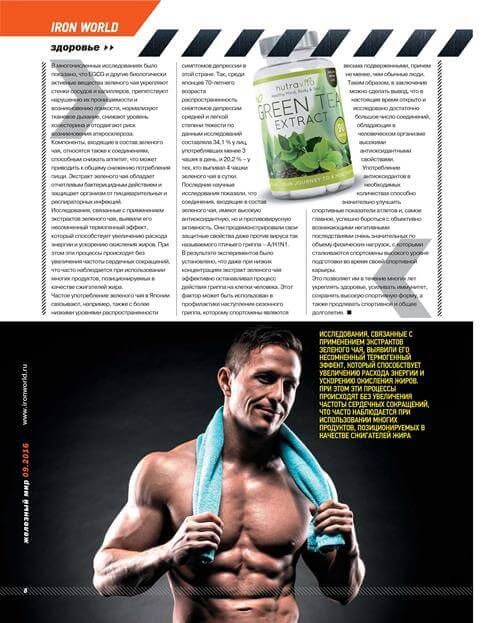 IRON WORLD
здоровье
В многочисленных исследованиях было
показано, что EGCG и другие биологически
активные вещества зеленого чая укрепляют
стенки сосудов и капилляров, препятствуют
нарушению их проницаемости и
возникновению ломкости, нормализуют
тканевое дыхание, снижают уровень
холестерина и отодвигают риск
возникновения атеросклероза.
Компоненты, входящие в состав зеленого
чая, относятся также к соединениям,
способным снижать аппетит, что может
приводить к общему снижению потребления
пищи. Экстракт зеленого чая обладает
отчетливым бактерицидным действием и
защищает организм от пищеварительных и
респираторных инфекций.
Исследования, связанные с применением
экстрактов зеленого чая, выявили его
несомненный термогенный эффект,
который способствует увеличению расхода
энергии и ускорению окисления жиров. При
этом эти процессы происходят без
увеличения частоты сердечных сокращений,
что часто наблюдается при использовании
многих продуктов, позиционируемых в
качестве сжигателей жира.
Частое употребление зеленого чая в Японии
связывают, например, также с более
низкими уровнями распространенности
симптомов депрессии в
этой стране. Так, среди
японцев 70-летнего
возраста
распространенность
симптомов депрессии
средней и легкой
степени тяжести по
данным исследований
составляла 34,1 % у лиц,
употреблявших менее 3
чашек в день, и 20,2% – у
тех, кто выпивал 4 чашки
зеленого чая в сутки.
Последние научные
исследования показали, что
соединения, входящие в состав
зеленого чая, имеют высокую
антиоксидантную, но и противовирусную
активность. Они продемонстрировали свои
защитные свойства даже против вируса так
называемого птичьего гриппа – A/H1N1.
В результате экспериментов было
установлено, что даже при низких
концентрациях экстракт зеленого чая
эффективно останавливал процесс
действия гриппа на клетки человека. Этот
фактор может быть использован в
профилактике наступления сезонного
гриппа, которому спортсмены являются
nutravita
GREEN TEA
EXTRACT
весьма подверженными, причем
не менее, чем обычные люди.
Таким образом, в заключение
можно сделать вывод, что в
настоящее время открыто и
исследовано достаточно
большое число соединений,
обладающих в
человеческом организме
высокими
антиоксидантными
свойствами.
Употребление
антиоксидантов в
необходимых
количествах способно
значительно улучшить
спортивные показатели атлетов и, самое
главное, успешно бороться с объективно
возникающими негативными
последствиями очень значительных по
объему физических нагрузок, с которыми
сталкиваются спортсмены высокого уровня
подготовки во время своей спортивной
карьеры.
Это позволяет им в течение многих лет
укреплять здоровье, усиливать иммунитет,
сохранять высокую спортивную форму, а
также продлевать спортивное и общее
долголетие.
ИССЛЕДОВАНИЯ, СВЯЗАННЫЕ С
ПРИМЕНЕНИЕМ ЭКСТРАКТОВ
ЗЕЛЕНОГО ЧАЯ, ВЫЯВИЛИ ЕГО
НЕСОМНЕННЫЙ ТЕРМОГЕННЫЙ
ЭФФЕКТ, КОТОРЫЙ СПОСОБСТВУЕТ
УВЕЛИЧЕНИЮ РАСХОДА ЭНЕРГИИ И
УСКОРЕНИЮ ОКИСЛЕНИЯ ЖИРОВ.
ПРИ ЭТОМ ЭТИ ПРОЦЕССЫ
ПРОИСХОДЯТ БЕЗ УВЕЛИЧЕНИЯ
ЧАСТОТЫ СЕРДЕЧНЫХ СОКРАЩЕНИЙ,
ЧТО ЧАСТО НАБЛЮДАЕТСЯ ПРИ
ИСПОЛЬЗОВАНИИ МНОГИХ
ПРОДУКТОВ, ПОЗИЦИОНИРУЕМЫХ В
КАЧЕСТВЕ СЖИГАТЕЛЕЙ ЖИРА
www.ironworld.ru
железный мир 09.2016
8